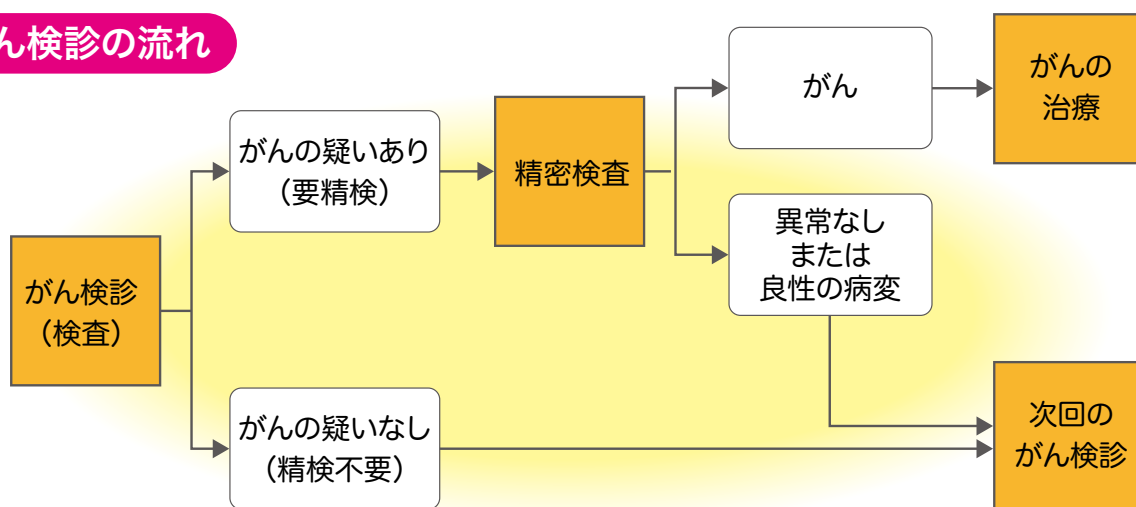 ん検診の流れ
がん検診
（検査）
がんの疑いあり
（要精検）
精密検査
がん
がんの
治療
異常なし
または
良性の病変
がんの疑いなし
（精検不要）
次回の
がん検診